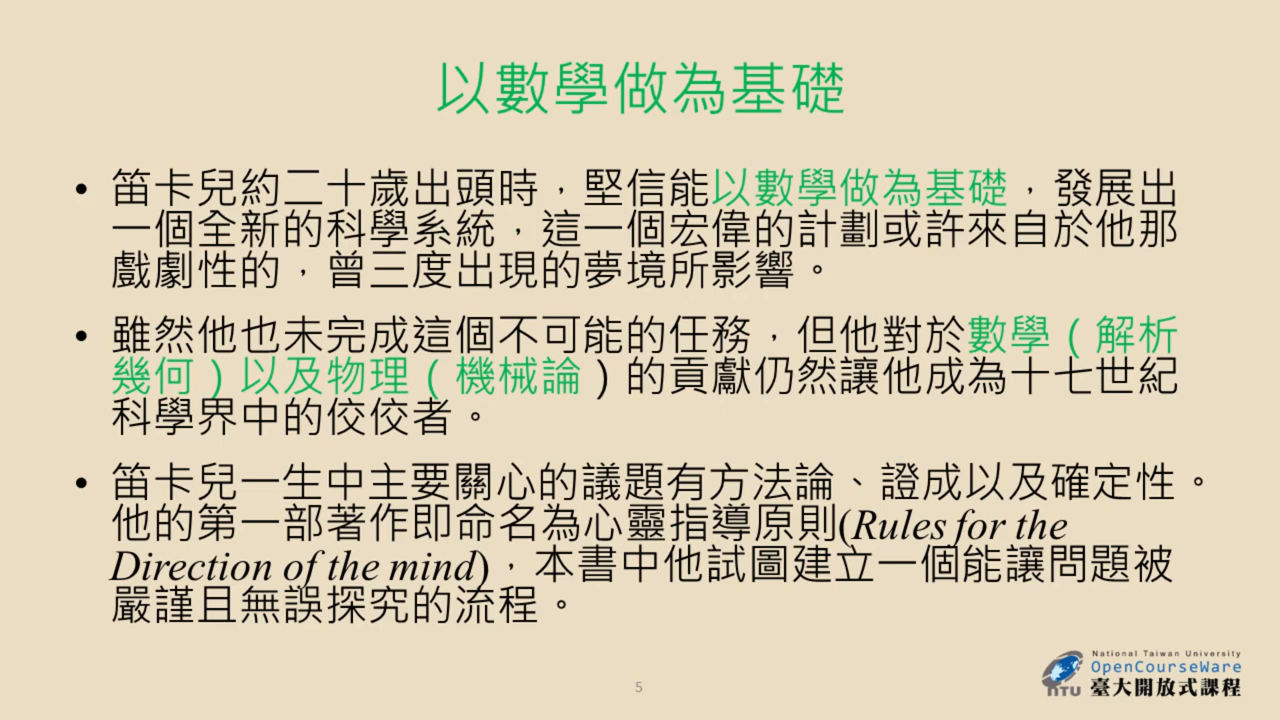 以數學做為基礎
• 笛卡兒約二十歲出頭時，堅信能以數學做為基礎，發展出
一個全新的科學系統，這一個宏偉的計劃或許來自於他那
戲劇性的，曾三度出現的夢境所影響。
• 雖然他也未完成這個不可能的任務，但他對於數學（解析
幾何）以及物理（機械論）的貢獻仍然讓他成為十七世紀
科學界中的佼佼者。
• 笛卡兒一生中主要關心的議題有方法論、證成以及確定性。
他的第一部著作即命名為心靈指導原則(Rules for the
Direction of the mind)，本書中他試圖建立一個能讓問題被
嚴謹且無誤探究的流程。
5
National Taiwan University
OpenCourseWare
NTU 臺大開放式課程